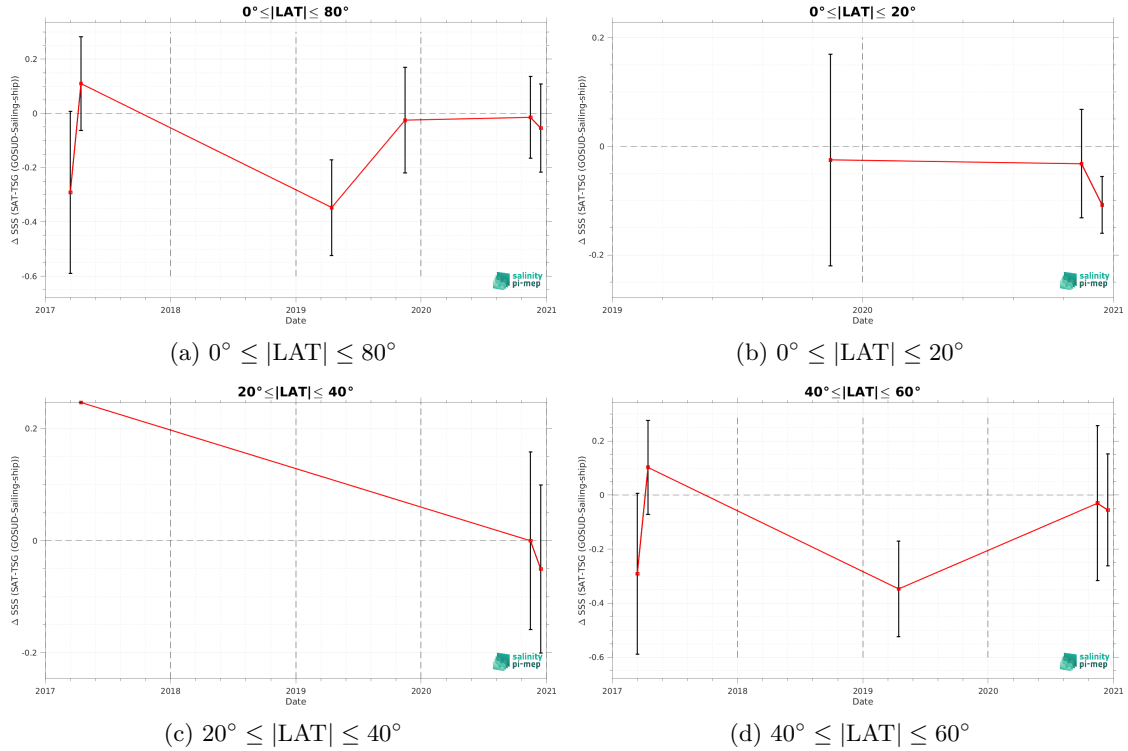 0°≤|LAT|≤ 80°
0.2
0
-0.2
-0.4
-0.6
Δ SSS (SAT-TSG (GOSUD-Sailing-ship))
2017
2018
2019
2020
2021
Date
salinity
pi-mep
(a) 0° ≤ |LAT| ≤ 80°
0°≤|LAT|≤ 20°
0.2
0
-0.2
Δ SSS (SAT-TSG (GOSUD-Sailing-ship))
2019
2020
2021
Date
salinity
pi-mep
(b) 0° ≤ |LAT| ≤ 20°
20°≤|LAT|≤ 40°
0.2
0
-0.2
Δ SSS (SAT-TSG (GOSUD-Sailing-ship))
2017
2018
2019
2020
2021
Date
salinity
pi-mep
(c) 20° ≤ |LAT| ≤ 40°
40°≤|LAT|≤ 60°
0.2
0
-0.2
-0.4
-0.6
Δ SSS (SAT-TSG (GOSUD-Sailing-ship))
2017
2018
2019
2020
2021
Date
salinity
pi-mep
(d) 40° ≤ |LAT| ≤ 60°